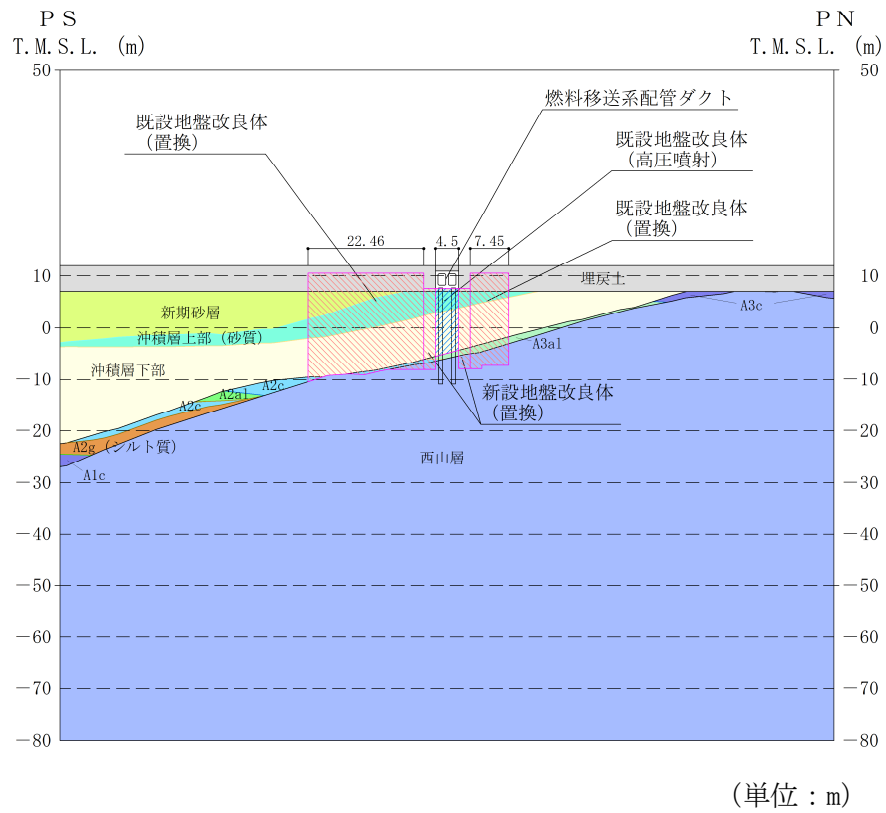 ＰＳ
ＰＮ
T.M.S.L. (m)
T.M.S.L. (m)
50
50
燃料移送系配管ダクト
既設地盤改良体
（置換）
既設地盤改良体
（高圧噴射）
既設地盤改良体
（置換）
22.46
4.5
7.45
10
10
埋戻土
新期砂層
A3c
0
0
沖積層上部（砂質）
A3a1
沖積層下部
－10
－10
A2c
A2a1
A2c
新設地盤改良体
（置換）
－20
－20
A2g（シルト質）
西山層
A1c
－30
－30
－40
－40
－50
－50
－60
－60
－70
－70
－80
－80
（単位：m）